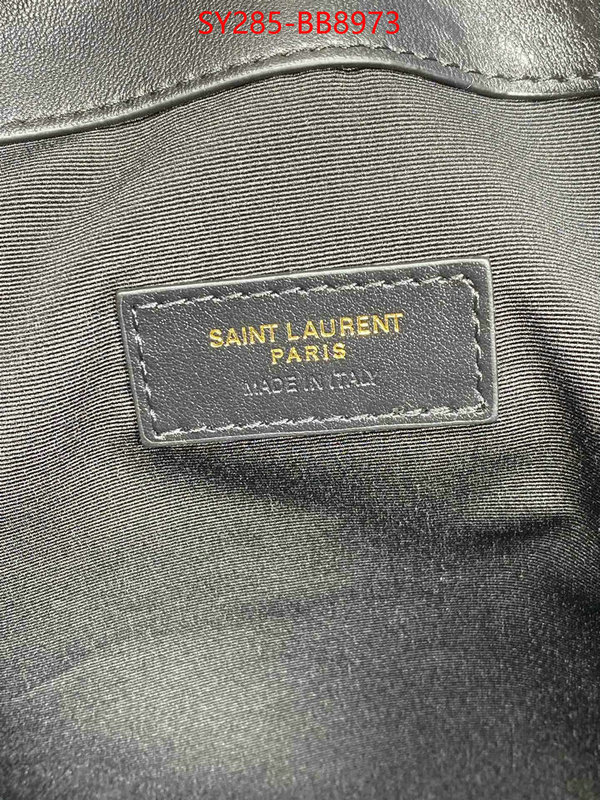 SY285-BB8973
SAINT LAURENT
PARIS
MADE IN ITALY